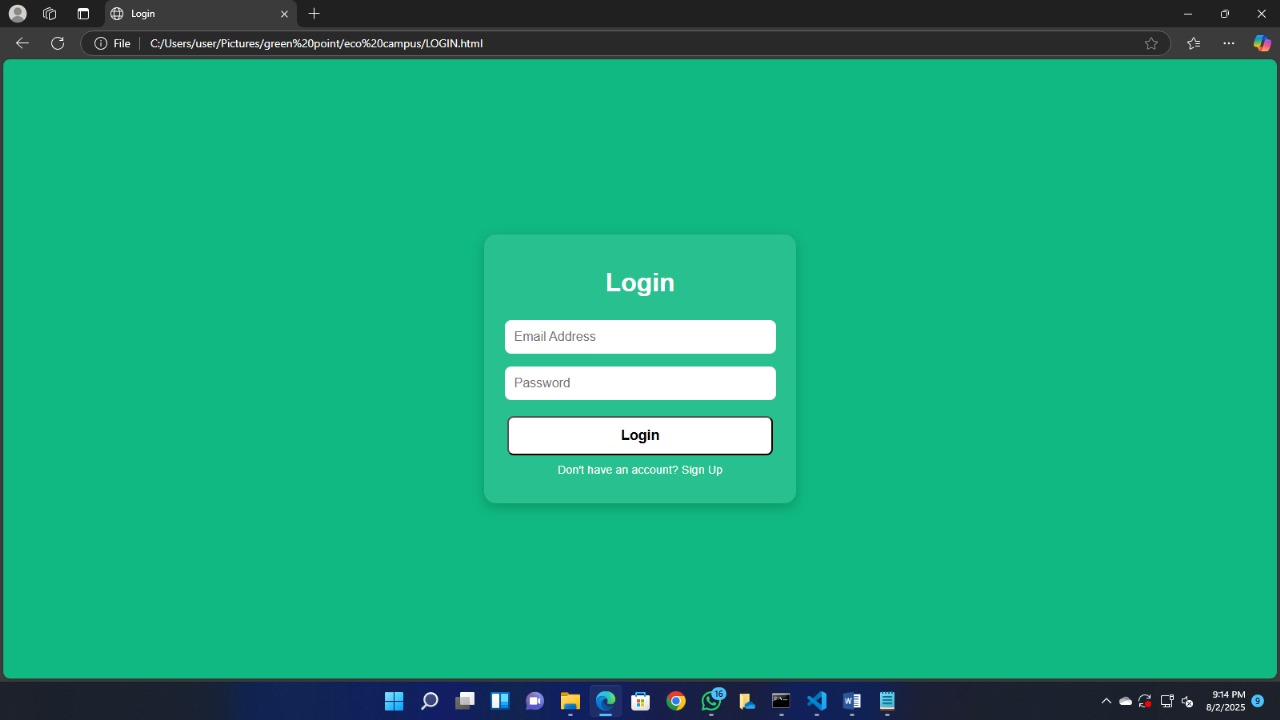 Login
File
C:/Users/user/Pictures/green%20point/eco%20campus/LOGIN.html
Login
Email Address
Password
Login
Don't have an account? Sign Up
16
9:14 PM
8/2/2025
9